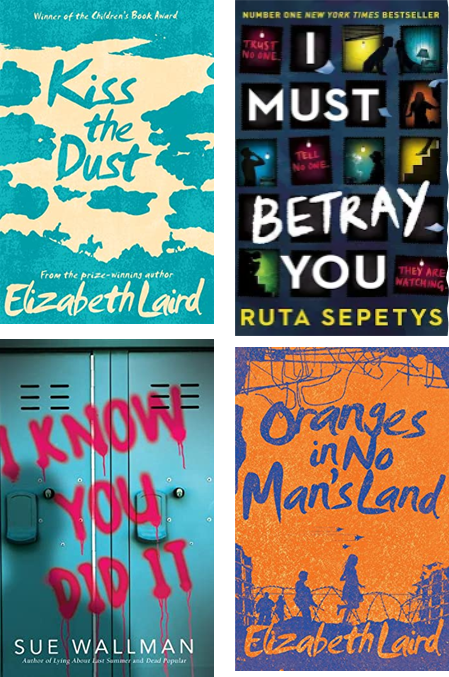 Winner of the Children's Book Award
Kiss
the
Dust
From the prize-winning author
Elizabeth Laird
NUMBER ONE NEW YORK TIMES BESTSELLER
TRUST
NO ONE.
I
MUST
TELL
NO ONE.
BETRAY
YOU
THEY ARE
WATCHING.
RUTA SEPETYS
I KNOW
YOU
DID IT
SUE WALLMAN
Author of Lying About Last Summer and Dead Popular
Oranges
in No
Man's Land
Elizabeth Laird